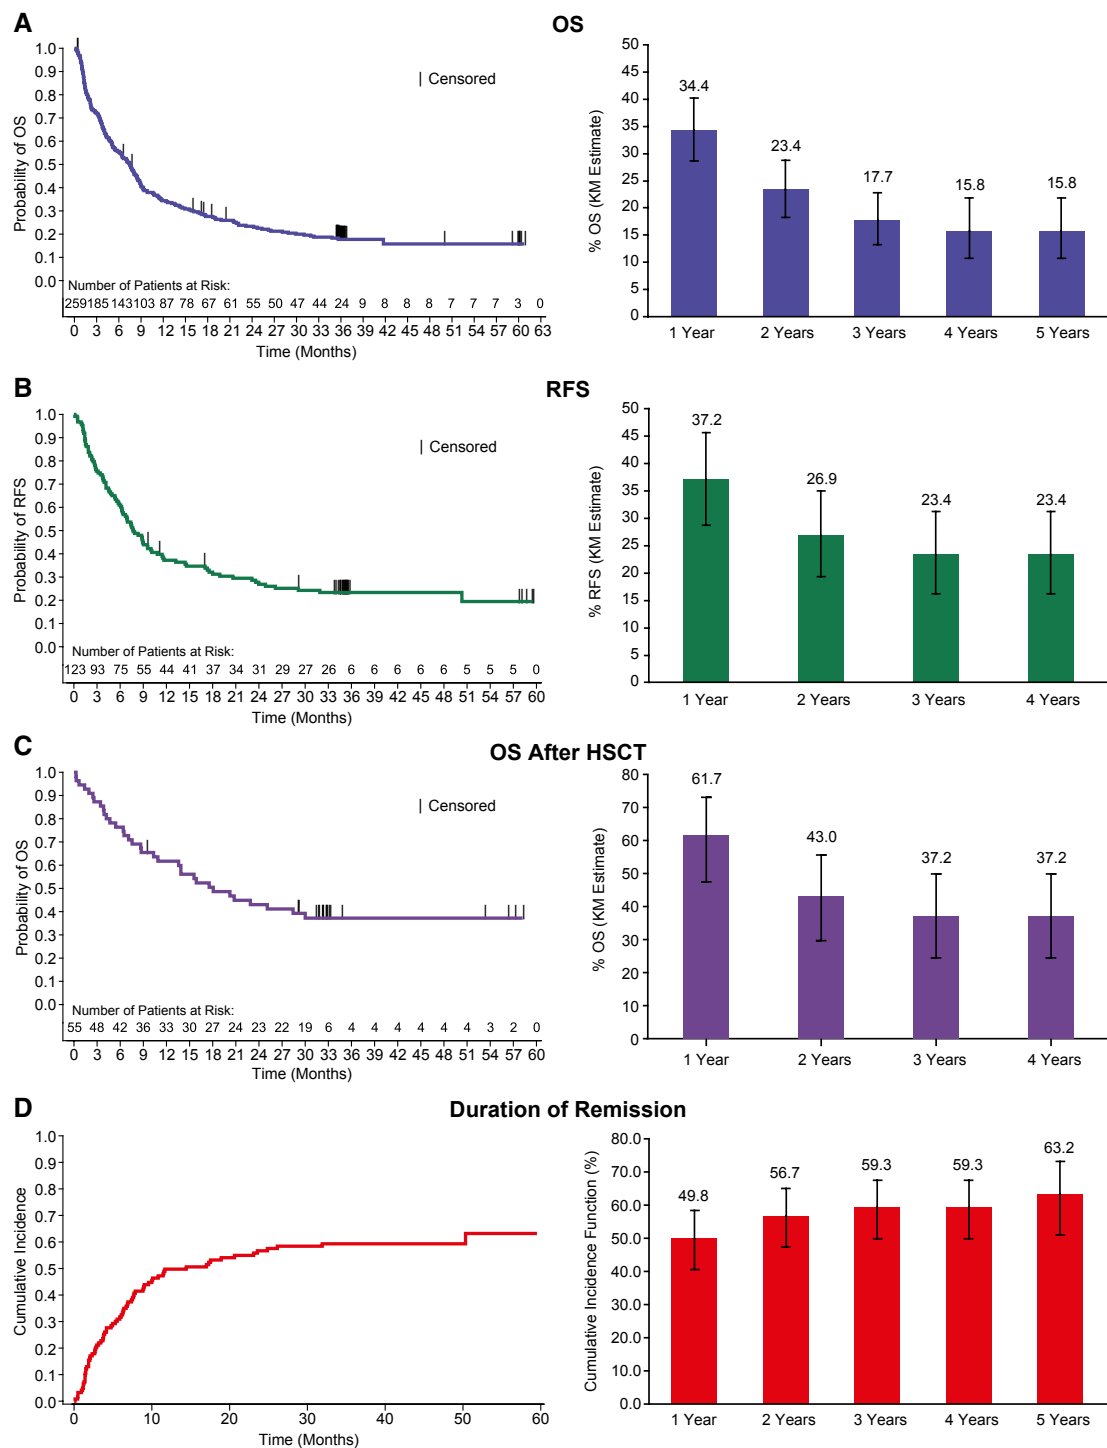 A
OS
1.0
0.9
0.8
0.7
0.6
0.5
0.4
0.3
0.2
0.1
0.0
Probability of OS
| Censored
Number of Patients at Risk:
259 185 143 103 87 78 67 61 55 50 47 44 24 9 8 8 8 7 7 7 3 0
0 3 6 9 12 15 18 21 24 27 30 33 36 39 42 45 48 51 54 57 60 63
Time (Months)
50
45
40
35
30
25
20
15
10
5
0
% OS (KM Estimate)
34.4
23.4
17.7
15.8
15.8
1 Year 2 Years 3 Years 4 Years 5 Years
B
RFS
1.0
0.9
0.8
0.7
0.6
0.5
0.4
0.3
0.2
0.1
0.0
Probability of RFS
| Censored
Number of Patients at Risk:
123 93 75 55 44 41 37 34 31 29 27 26 6 6 6 6 6 5 5 5 0
0 3 6 9 12 15 18 21 24 27 30 33 36 39 42 45 48 51 54 57 60
Time (Months)
50
45
40
35
30
25
20
15
10
5
0
% RFS (KM Estimate)
37.2
26.9
23.4
23.4
1 Year 2 Years 3 Years 4 Years
C
OS After HSCT
1.0
0.9
0.8
0.7
0.6
0.5
0.4
0.3
0.2
0.1
0.0
Probability of OS
| Censored
Number of Patients at Risk:
55 48 42 36 33 30 27 24 23 22 19 6 4 4 4 4 4 4 3 2 0
0 3 6 9 12 15 18 21 24 27 30 33 36 39 42 45 48 51 54 57 60
Time (Months)
80
70
60
50
40
30
20
10
0
% OS (KM Estimate)
61.7
43.0
37.2
37.2
1 Year 2 Years 3 Years 4 Years
D
Duration of Remission
1.0
0.9
0.8
0.7
0.6
0.5
0.4
0.3
0.2
0.1
0.0
Cumulative Incidence
0 10 20 30 40 50 60
Time (Months)
80.0
70.0
60.0
50.0
40.0
30.0
20.0
10.0
0.0
Cumulative Incidence Function (%)
49.8
56.7
59.3
59.3
63.2
1 Year 2 Years 3 Years 4 Years 5 Years